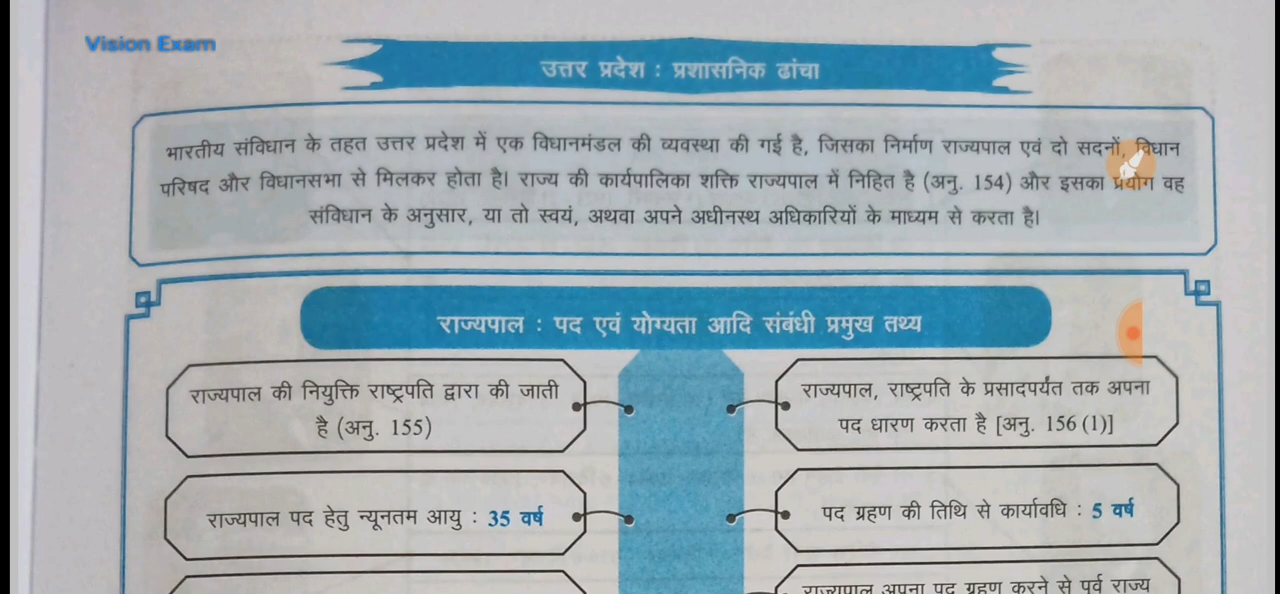 Vision Exam
उत्तर प्रदेश : प्रशासनिक ढांचा
भारतीय संविधान के तहत उत्तर प्रदेश में एक विधानमंडल की व्यवस्था की गई है, जिसका निर्माण राज्यपाल एवं दो सदनों, विधान
परिषद और विधानसभा से मिलकर होता है। राज्य की कार्यपालिका शक्ति राज्यपाल में निहित है (अनु. 154) और इसका प्रयोग वह
संविधान के अनुसार, या तो स्वयं, अथवा अपने अधीनस्थ अधिकारियों के माध्यम से करता है।
राज्यपाल : पद एवं योग्यता आदि संबंधी प्रमुख तथ्य
राज्यपाल की नियुक्ति राष्ट्रपति द्वारा की जाती
है (अनु. 155)
राज्यपाल, राष्ट्रपति के प्रसादपर्यंत तक अपना
पद धारण करता है [अनु. 156 (1)]
राज्यपाल पद हेतु न्यूनतम आयु : 35 वर्ष
पद ग्रहण की तिथि से कार्यावधि : 5 वर्ष
राज्यपाल अपना पद ग्रहण करने से पूर्व राज्य